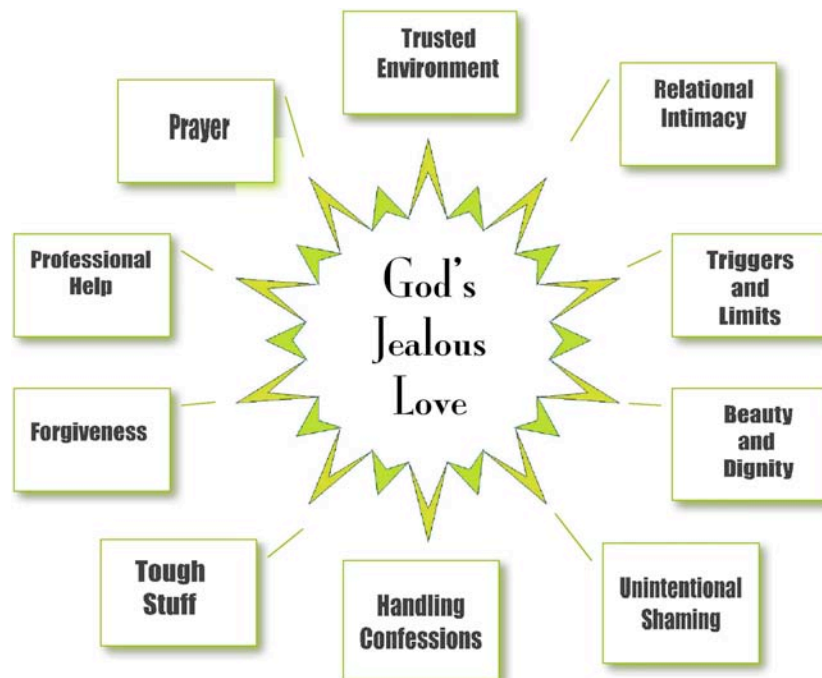 Trusted
Environment
Relational
Intimacy
Triggers
and
Limits
Beauty
and
Dignity
Unintentional
Shaming
Handling
Confessions
Tough
Stuff
Forgiveness
Professional
Help
Prayer
God's
Jealous
Love